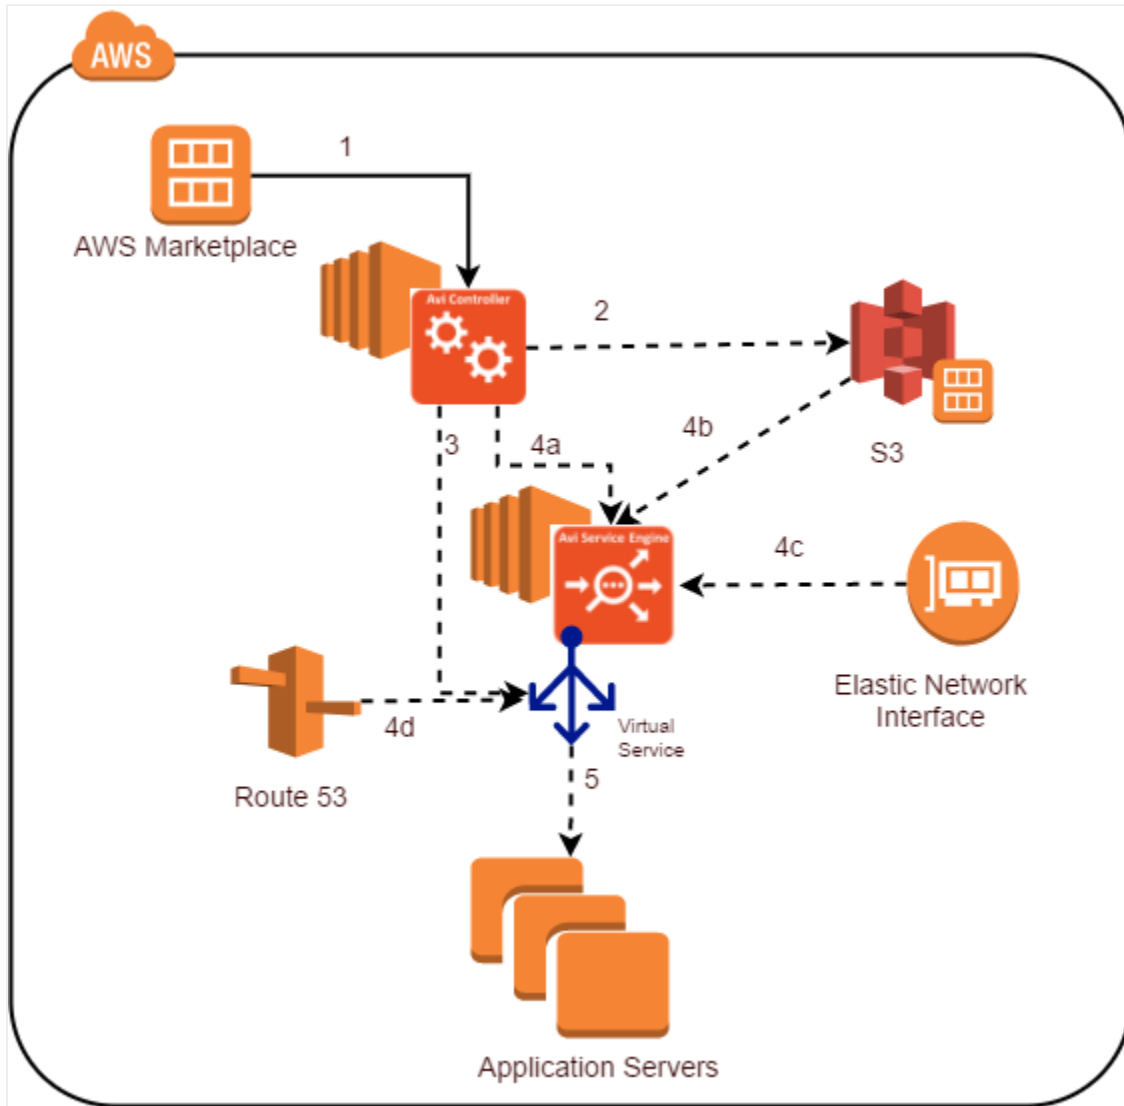 AWS
1
AWS Marketplace
Avi Controller
2
3
4a
4b
S3
Avi Service Engine
4c
Elastic Network
Interface
4d
Virtual
Service
Route 53
5
Application Servers